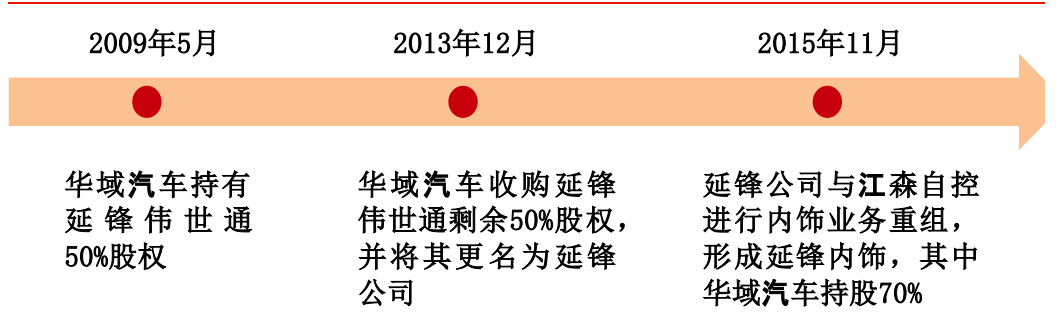 2009年5月
2013年12月
2015年11月
华域汽车持有
延锋伟世通
50%股权
华域汽车收购延锋
伟世通剩余50%股权，
并将其更名为延锋
公司
延锋公司与江森自控
进行内饰业务重组，
形成延锋内饰，其中
华域汽车持股70%